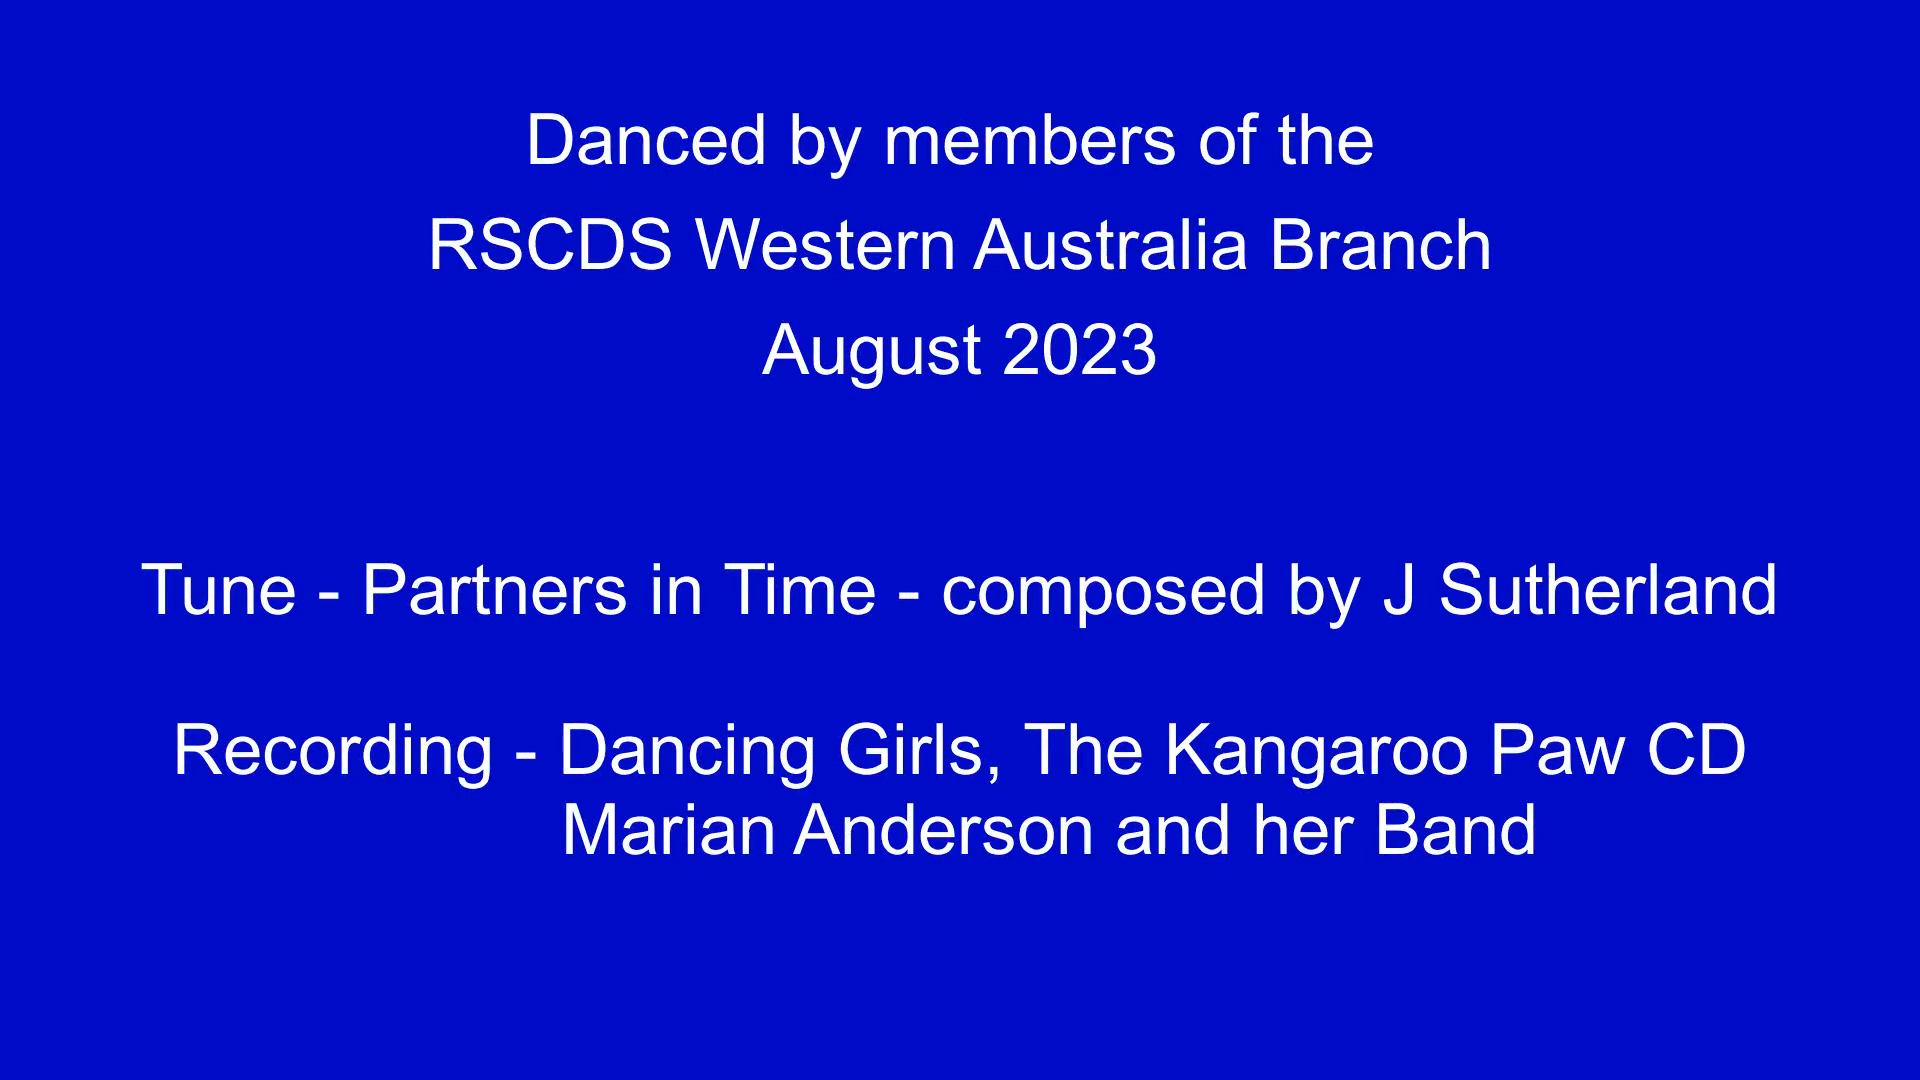 Danced by members of the
RSCDS Western Australia Branch
August 2023
Tune - Partners in Time - composed by J Sutherland
Recording - Dancing Girls, The Kangaroo Paw CD
Marian Anderson and her Band